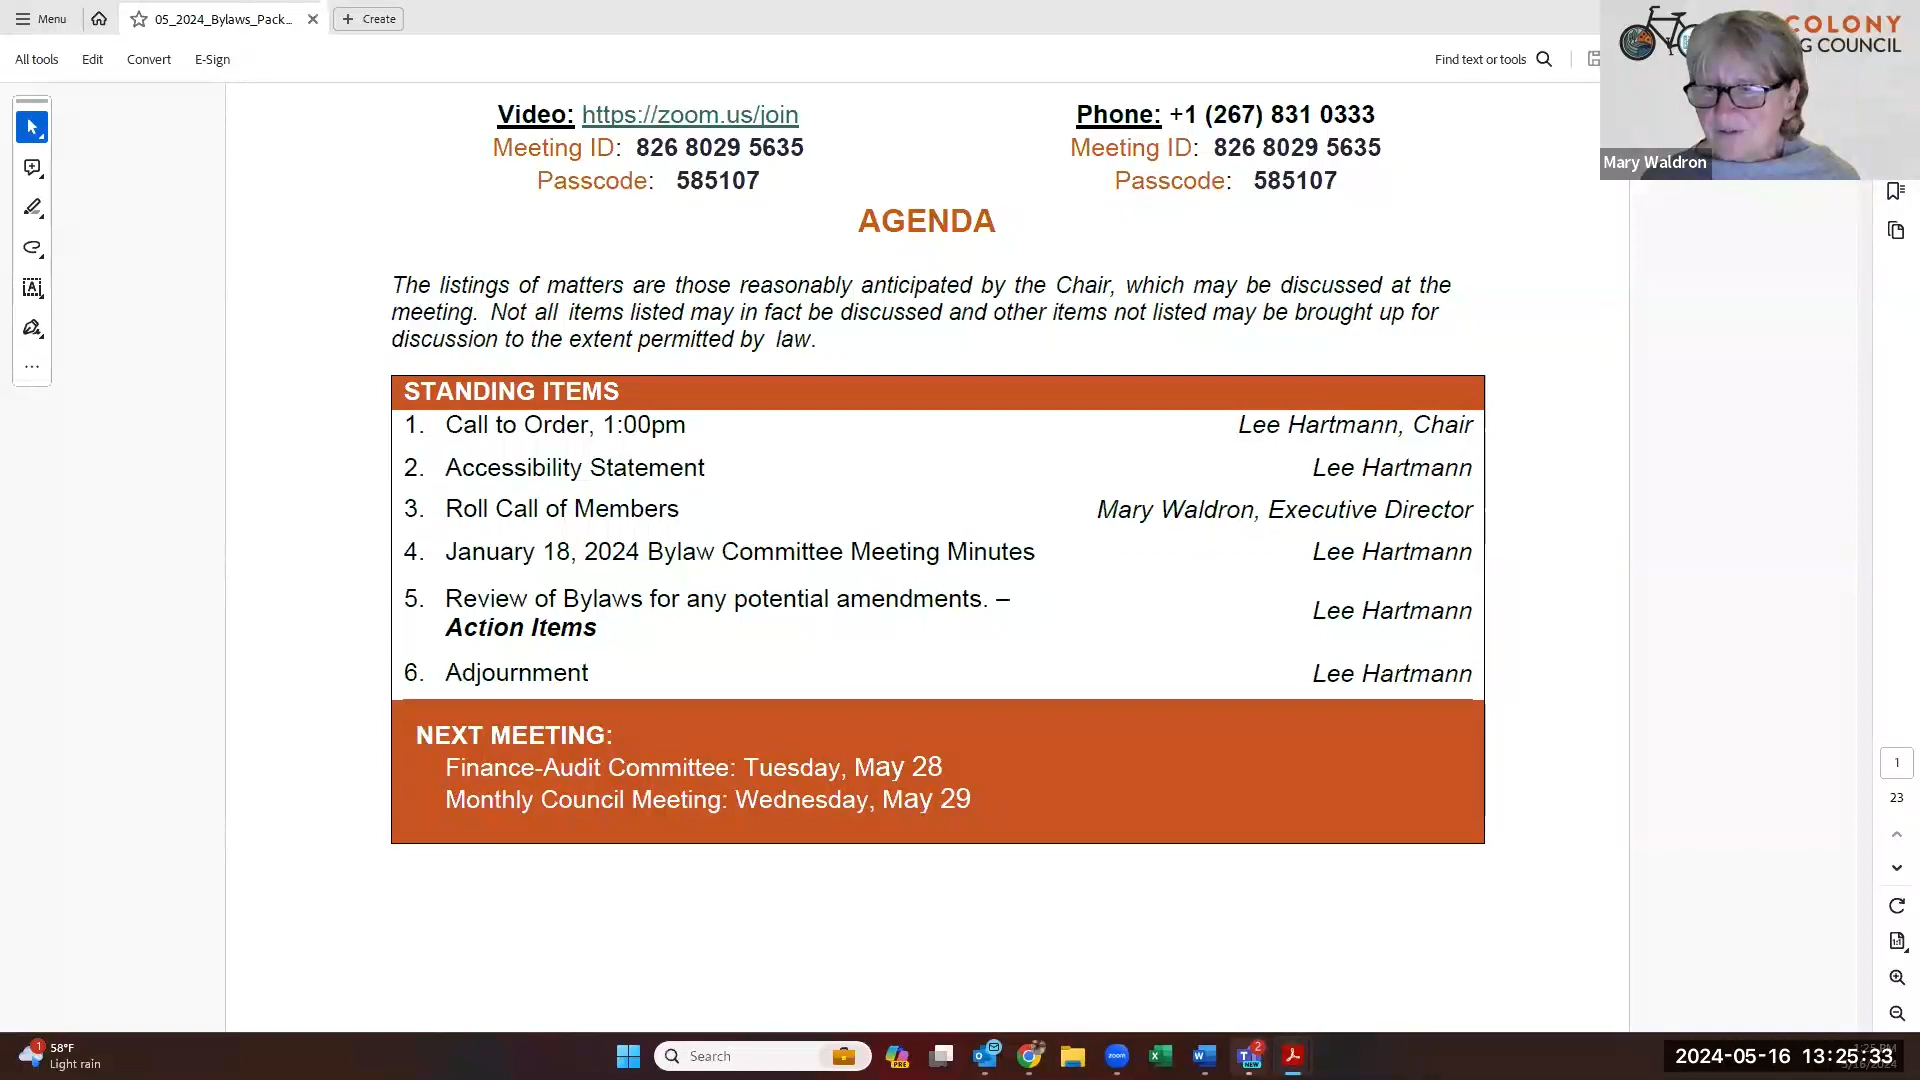 Menu
05_2024_Bylaws_Pack...
Create
All tools
Edit
Convert
E-Sign
Find text or tools
COLONY
G COUNCIL
Mary Waldron
Video: https://zoom.us/join
Phone: +1 (267) 831 0333
Meeting ID: 826 8029 5635
Meeting ID: 826 8029 5635
Passcode: 585107
Passcode: 585107
AGENDA
The listings of matters are those reasonably anticipated by the Chair, which may be discussed at the
meeting. Not all items listed may in fact be discussed and other items not listed may be brought up for
discussion to the extent permitted by law.
STANDING ITEMS
1. Call to Order, 1:00pm Lee Hartmann, Chair
2. Accessibility Statement Lee Hartmann
3. Roll Call of Members Mary Waldron, Executive Director
4. January 18, 2024 Bylaw Committee Meeting Minutes Lee Hartmann
5. Review of Bylaws for any potential amendments. –
Action Items Lee Hartmann
6. Adjournment Lee Hartmann
NEXT MEETING:
Finance-Audit Committee: Tuesday, May 28
Monthly Council Meeting: Wednesday, May 29
1
23
1
58°F
Light rain
Search
PRE
zoom
2
NEW
2024-05-16 13:25:33